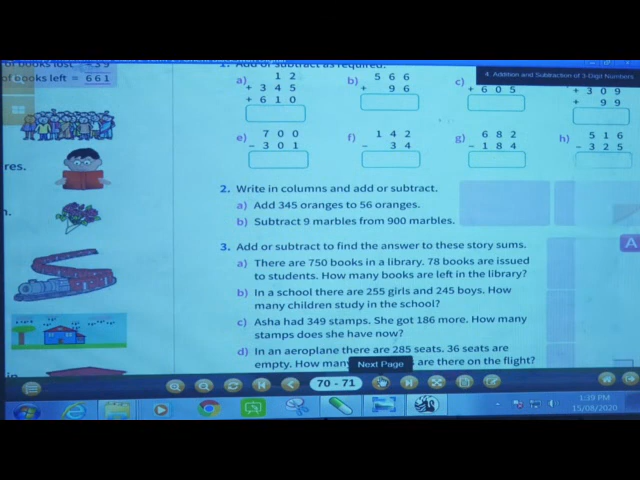 of books lost
of books left = 661
res.
4. Addition and Subtraction of 3-Digit Numbers
1. Add or subtract as required.
a) 12
+ 345
+ 610
b) 566
+ 96
c)
+ 605
+ 309
+ 99
e) 700
− 301
f) 142
− 34
g) 682
− 184
h) 516
− 325
2. Write in columns and add or subtract.
a) Add 345 oranges to 56 oranges.
b) Subtract 9 marbles from 900 marbles.
3. Add or subtract to find the answer to these story sums.
A
a) There are 750 books in a library. 78 books are issued
to students. How many books are left in the library?
b) In a school there are 255 girls and 245 boys. How
many children study in the school?
c) Asha had 349 stamps. She got 186 more. How many
stamps does she have now?
d) In an aeroplane there are 285 seats. 36 seats are
empty. How many are there on the flight?
Next Page
70 - 71
1:39 PM
15/08/2020